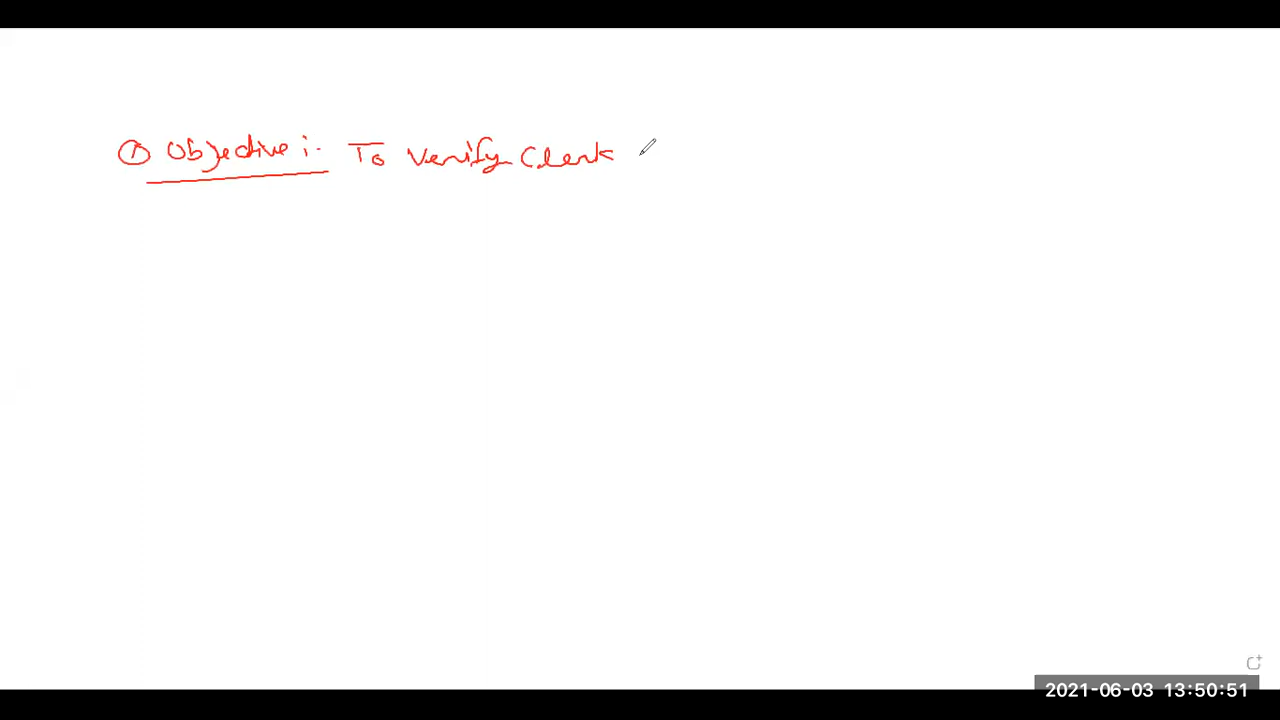 ① Objective :- To Verify Clerk
2021-06-03 13:50:51